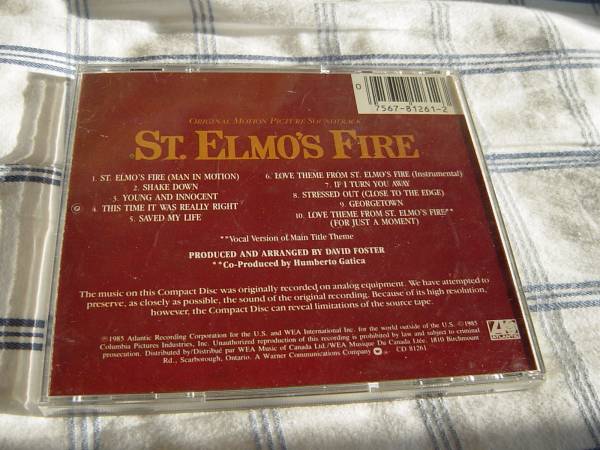 0
7567-81261-2
ORIGINAL MOTION PICTURE SOUNDTRACK
ST. ELMO'S FIRE
1. ST. ELMO'S FIRE (MAN IN MOTION)
2. SHAKE DOWN
3. YOUNG AND INNOCENT
4. THIS TIME IT WAS REALLY RIGHT
5. SAVED MY LIFE
6. LOVE THEME FROM ST. ELMO'S FIRE (Instrumental)
7. IF I TURN YOU AWAY
8. STRESSED OUT (CLOSE TO THE EDGE)
9. GEORGETOWN
10. LOVE THEME FROM ST. ELMO'S FIRE**
(FOR JUST A MOMENT)
**Vocal Version of Main Title Theme
PRODUCED AND ARRANGED BY DAVID FOSTER
**Co-Produced by Humberto Gatica
The music on this Compact Disc was originally recorded on analog equipment. We have attempted to
preserve, as closely as possible, the sound of the original recording. Because of its high resolution,
however, the Compact Disc can reveal limitations of the source tape.
℗1985 Atlantic Recording Corporation for the U.S. and WEA International Inc. for the world outside of the U.S. ©1985
Columbia Pictures Industries, Inc. Unauthorized reproduction of this recording is prohibited by law and subject to criminal
prosecution. Distributed by/Distribué par WEA Music of Canada Ltd./WEA Musique Du Canada Ltée. 1810 Birchmount
Rd., Scarborough, Ontario. A Warner Communications Company
CD 81261
ATLANTIC